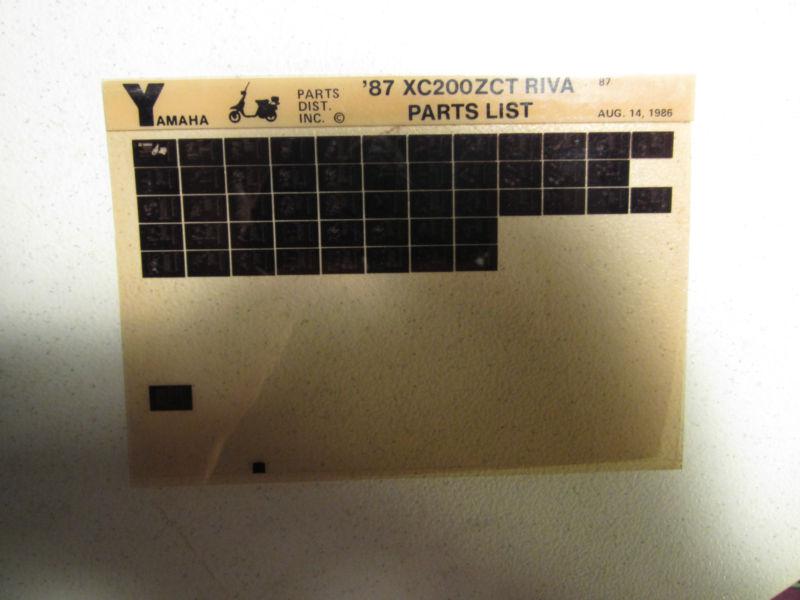 YAMAHA
PARTS
DIST.
INC. ©
'87 XC200ZCT RIVA
PARTS LIST
87
AUG. 14, 1986